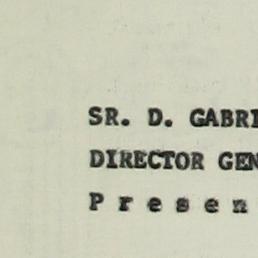 SR. D. GABRI
DIRECTOR GEN
P r e s e n